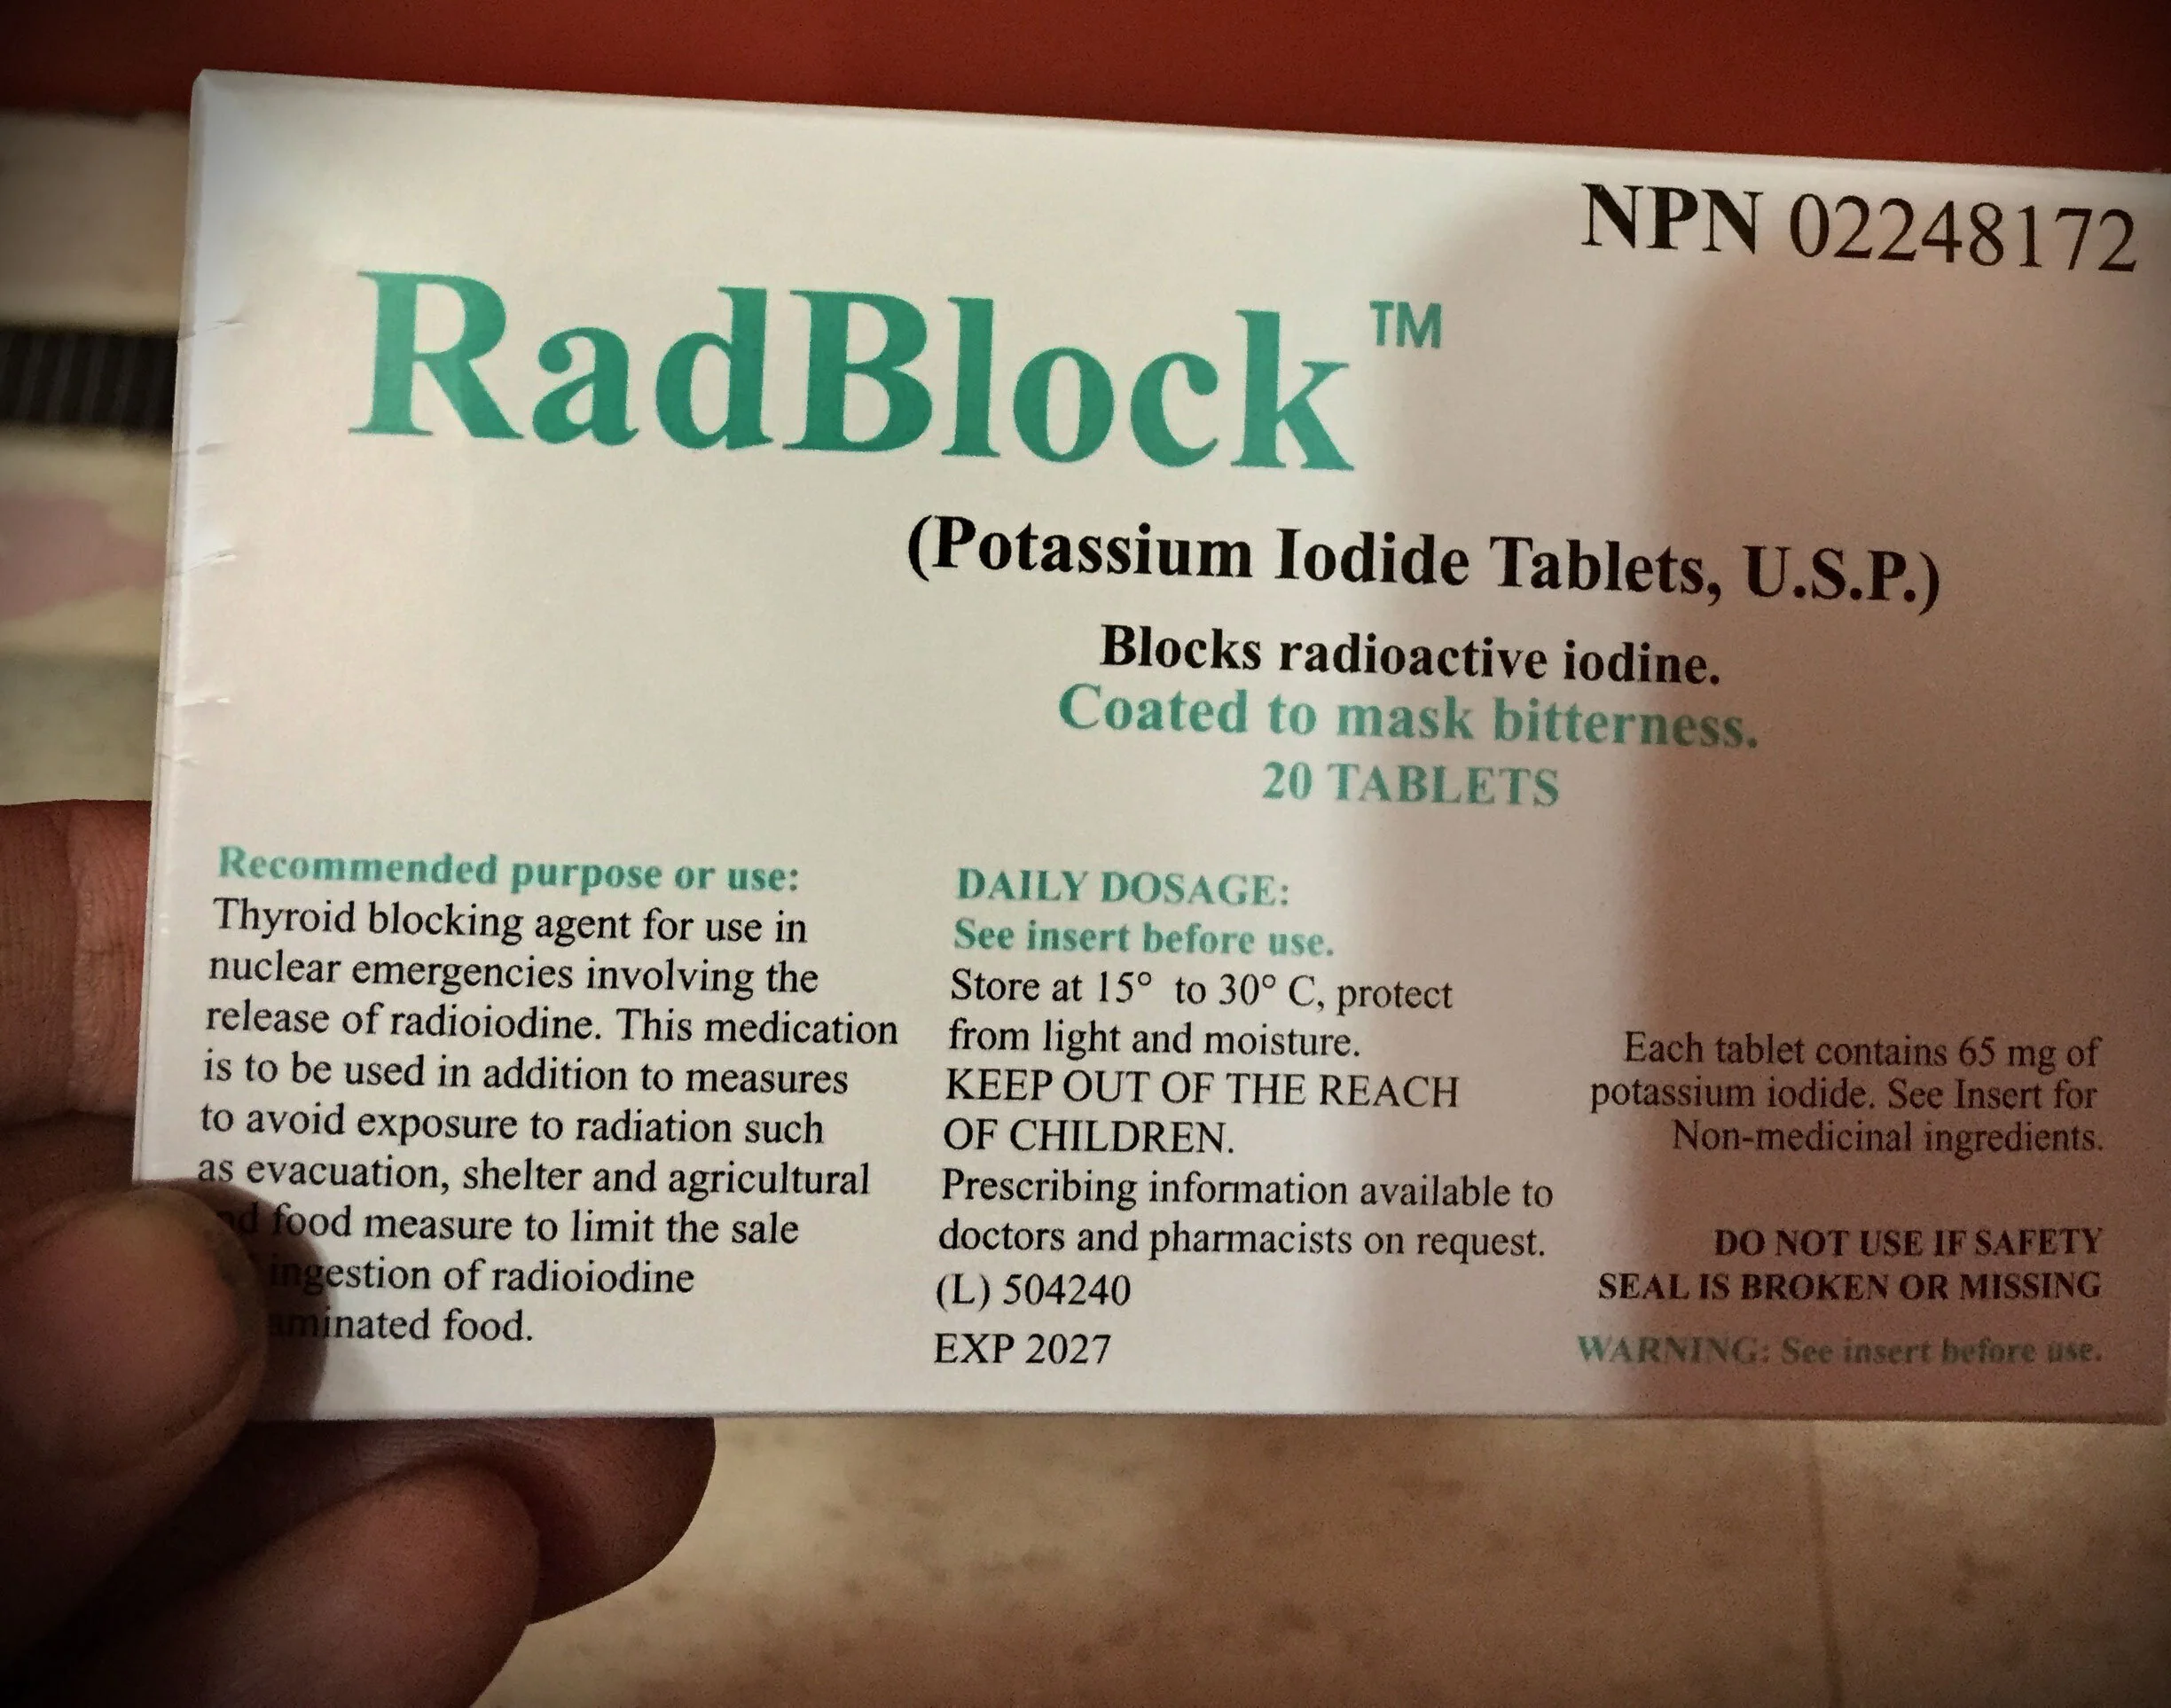 NPN 02248172
RadBlock™
(Potassium Iodide Tablets, U.S.P.)
Blocks radioactive iodine.
Coated to mask bitterness.
20 TABLETS
Recommended purpose or use:
Thyroid blocking agent for use in
nuclear emergencies involving the
release of radioiodine. This medication
is to be used in addition to measures
to avoid exposure to radiation such
as evacuation, shelter and agricultural
food measure to limit the sale
ingestion of radioiodine
food.
DAILY DOSAGE:
See insert before use.
Store at 15° to 30° C, protect
from light and moisture.
KEEP OUT OF THE REACH
OF CHILDREN.
Prescribing information available to
doctors and pharmacists on request.
(L) 504240
EXP 2027
Each tablet contains 65 mg of
potassium iodide. See Insert for
Non-medicinal ingredients.
DO NOT USE IF SAFETY
SEAL IS BROKEN OR MISSING
WARNING: See insert before use.